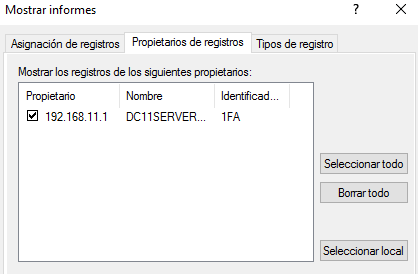 Mostrar informes
?
Asignación de registros
Propietarios de registros
Tipos de registro
Mostrar los registros de los siguientes propietarios:
Propietario Nombre Identificad...
192.168.11.1 DC11SERVER... 1FA
Seleccionar todo
Borrar todo
Seleccionar local